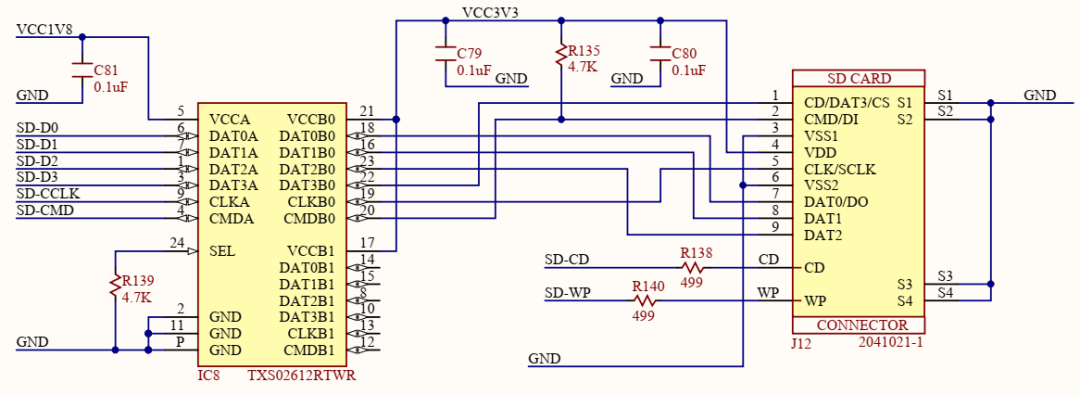 VCC1V8
VCC3V3
C81
0.1uF
GND
C79
0.1uF
GND
R135
4.7K
C80
0.1uF
GND
SD CARD
SD-D0
SD-D1
SD-D2
SD-D3
SD-CCLK
SD-CMD
5 VCCA VCCB0 21
6 DAT0A DAT0B0 18
7 DAT1A DAT1B0 16
1 DAT2A DAT2B0 23
3 DAT3A DAT3B0 22
9 CLKA CLKB0 19
4 CMDA CMDB0 20
24 SEL VCCB1 17
DAT0B1 14
DAT1B1 15
DAT2B1 8
2 GND DAT3B1 10
11 GND CLKB1 13
P GND CMDB1 12
R139
4.7K
GND
IC8 TXS02612RTWR
1 CD/DAT3/CS S1 S1 GND
2 CMD/DI S2 S2
3 VSS1
4 VDD
5 CLK/SCLK
6 VSS2
7 DAT0/DO
8 DAT1
9 DAT2
SD-CD R138 499 CD CD
S3 S3
SD-WP R140 499 WP WP S4 S4
CONNECTOR
J12 2041021-1
GND